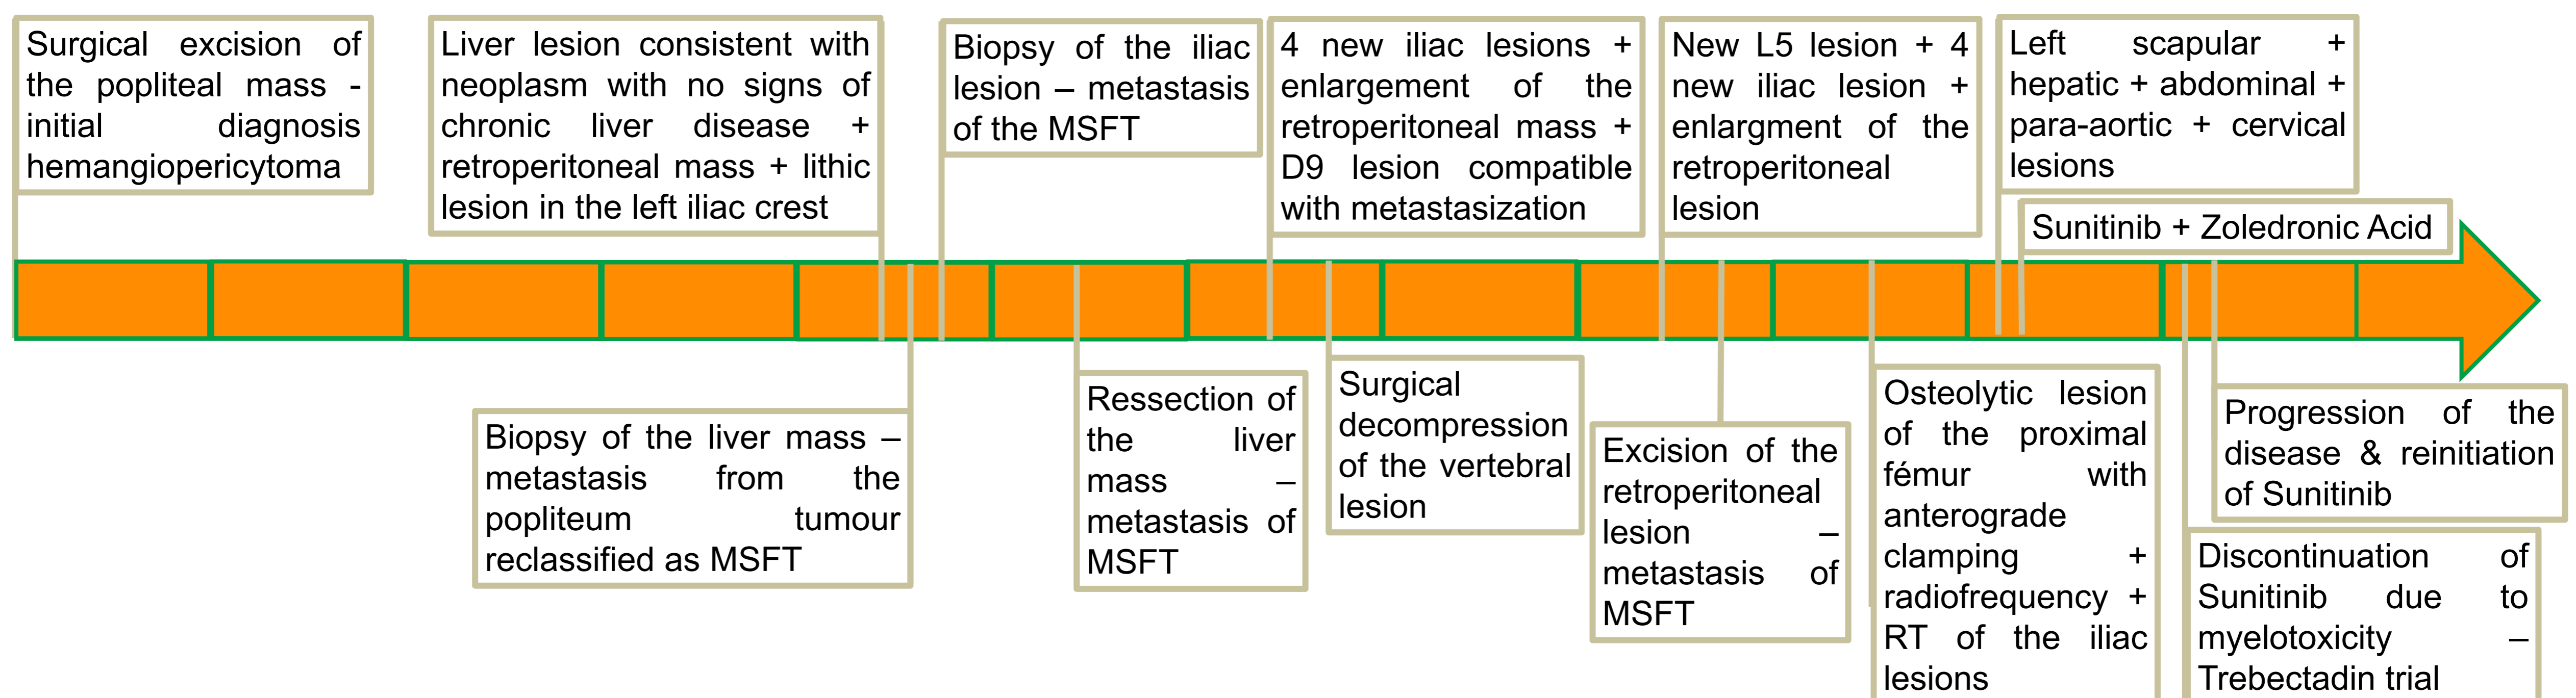 Surgical excision of
the popliteal mass -
initial diagnosis
hemangiopericytoma
Liver lesion consistent with
neoplasm with no signs of
chronic liver disease +
retroperitoneal mass + lithic
lesion in the left iliac crest
Biopsy of the iliac
lesion – metastasis
of the MSFT
4 new iliac lesions +
enlargement of the
retroperitoneal mass +
D9 lesion compatible
with metastasization
New L5 lesion + 4
new iliac lesion +
enlargment of the
retroperitoneal
lesion
Left scapular +
hepatic + abdominal +
para-aortic + cervical
lesions
Sunitinib + Zoledronic Acid
Biopsy of the liver mass –
metastasis from the
popliteum tumour
reclassified as MSFT
Ressection of
the liver
mass –
metastasis of
MSFT
Surgical
decompression
of the vertebral
lesion
Excision of the
retroperitoneal
lesion –
metastasis of
MSFT
Osteolytic lesion
of the proximal
fémur with
anterograde
clamping +
radiofrequency +
RT of the iliac
lesions
Progression of the
disease & reinitiation
of Sunitinib
Discontinuation of
Sunitinib due to
myelotoxicity –
Trebectadin trial